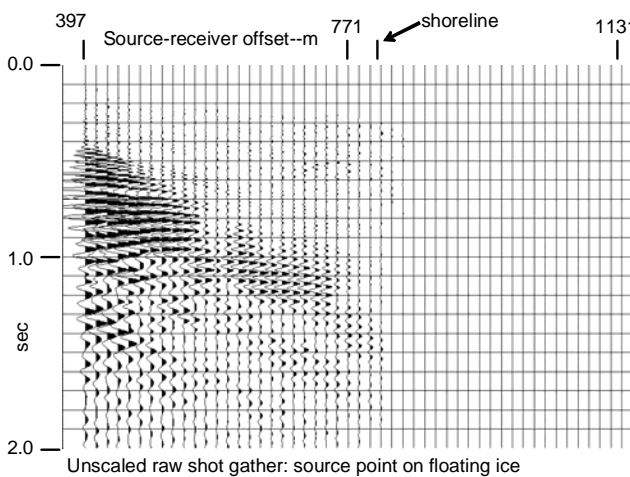 397
Source-receiver offset--m
771
shoreline
1131
0.0
1.0
sec
2.0
Unscaled raw shot gather: source point on floating ice